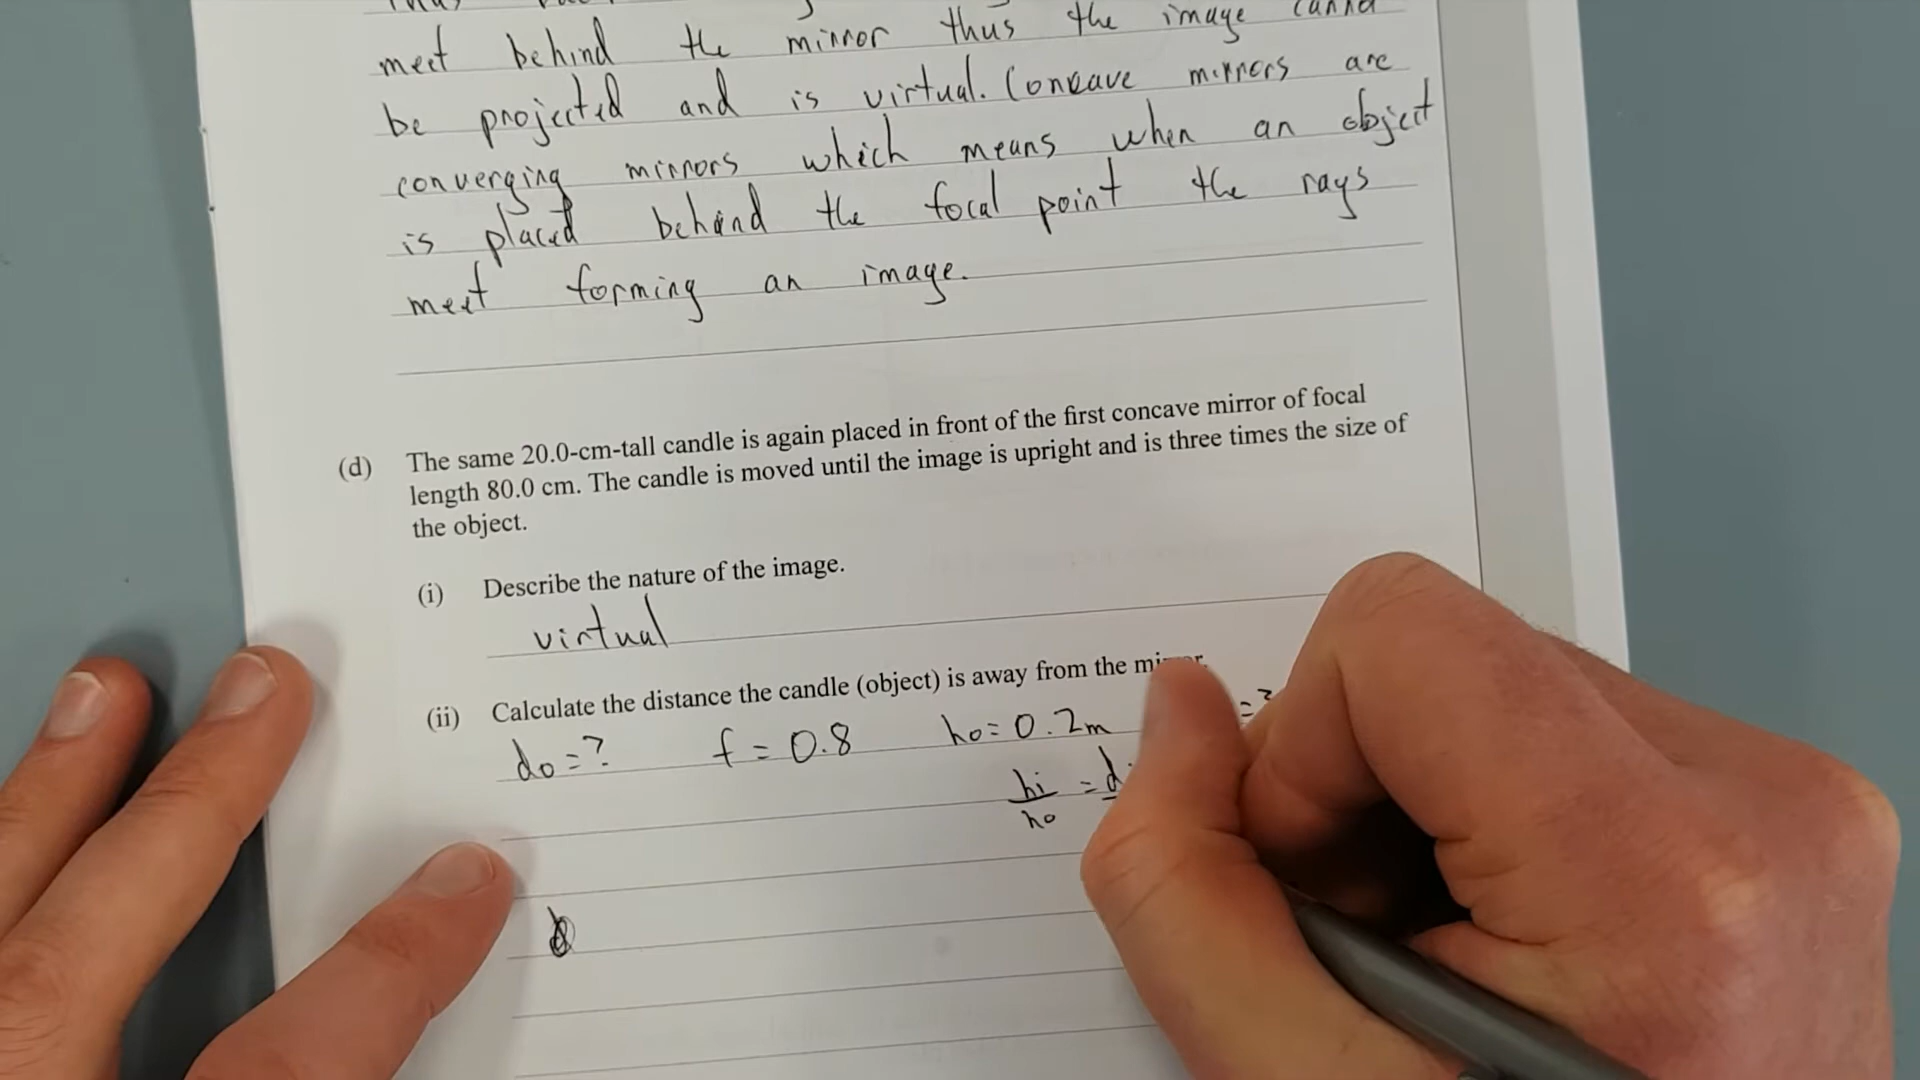 meet behind the mirror thus the image
be projected and is virtual. Concave mirrors are
converging mirrors which means when an object
is placed behind the focal point the rays
meet forming an image.
(d) The same 20.0-cm-tall candle is again placed in front of the first concave mirror of focal
length 80.0 cm. The candle is moved until the image is upright and is three times the size of
the object.
(i) Describe the nature of the image.
virtual
(ii) Calculate the distance the candle (object) is away from the
do = ? f = 0.8 ho = 0.2m = ?
hi/ho =